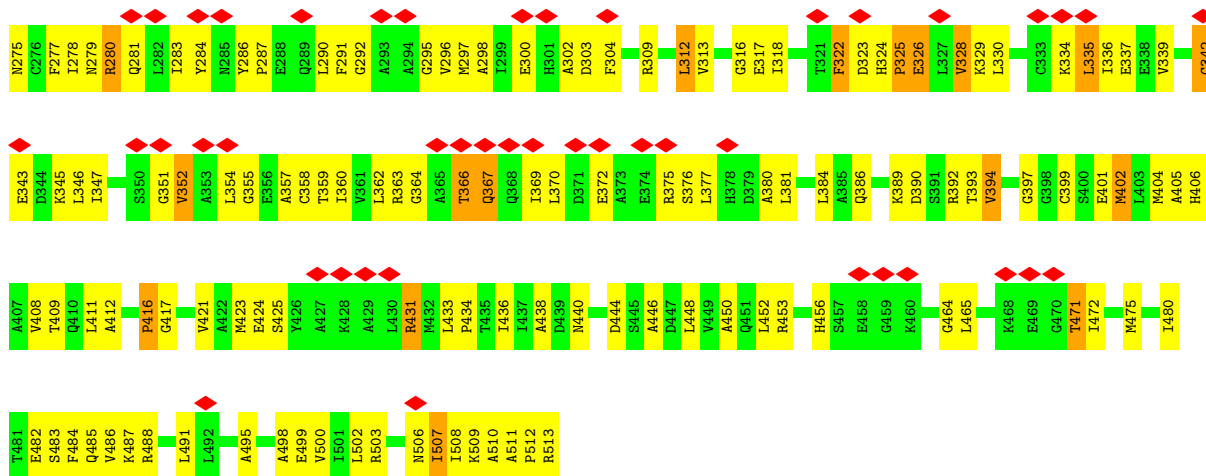 N275 C276 F277 I278 N279 R280 Q281 L282 I283 Y284 N285 Y286 P287 E288 Q289 L290 F291 G292 A293 A294 G295 V296 M297 A298 I299 E300 H301 A302 D303 F304 R309 L312 V313 G316 E317 I318 T321 F322 D323 H324 P325 E326 L327 V328 K329 L330 C333 K334 L335 I336 E337 E338 V339
E343 D344 K345 L346 I347 S350 G351 V352 A353 L354 G355 E356 A357 C358 T359 I360 V361 L362 R363 G364 A365 T366 Q367 Q368 I369 L370 D371 E372 A373 E374 R375 S376 L377 H378 D379 A380 L381 L384 A385 Q386 K389 D390 S391 R392 T393 V394 G397 G398 C399 S400 E401 M402 L403 M404 A405 H406
A407 V408 T409 Q410 L411 A412 P416 G417 V421 A422 M423 E424 S425 Y426 A427 K428 A429 L430 R431 M432 L433 P434 T435 I436 I437 A438 D439 N440 D444 S445 A446 D447 L448 V449 A450 Q451 L452 R453 H456 S457 E458 G459 K460 G464 L465 K468 E469 G470 T471 I472 M475 I480
T481 E482 S483 F484 Q485 V486 K487 R488 L491 L492 A495 A498 E499 V500 I501 L502 R503 N506 I507 I508 K509 A510 A511 P512 R513